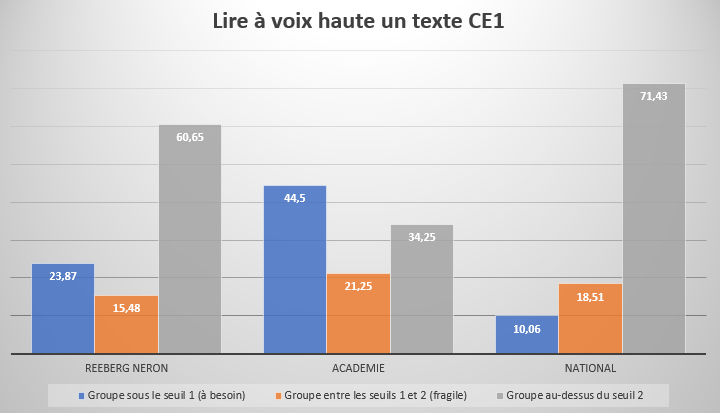 Lire à voix haute un texte CE1
23,87
15,48
60,65
44,5
21,25
34,25
10,06
18,51
71,43
REEBERG NERON
ACADEMIE
NATIONAL
Groupe sous le seuil 1 (à besoin)
Groupe entre les seuils 1 et 2 (fragile)
Groupe au-dessus du seuil 2